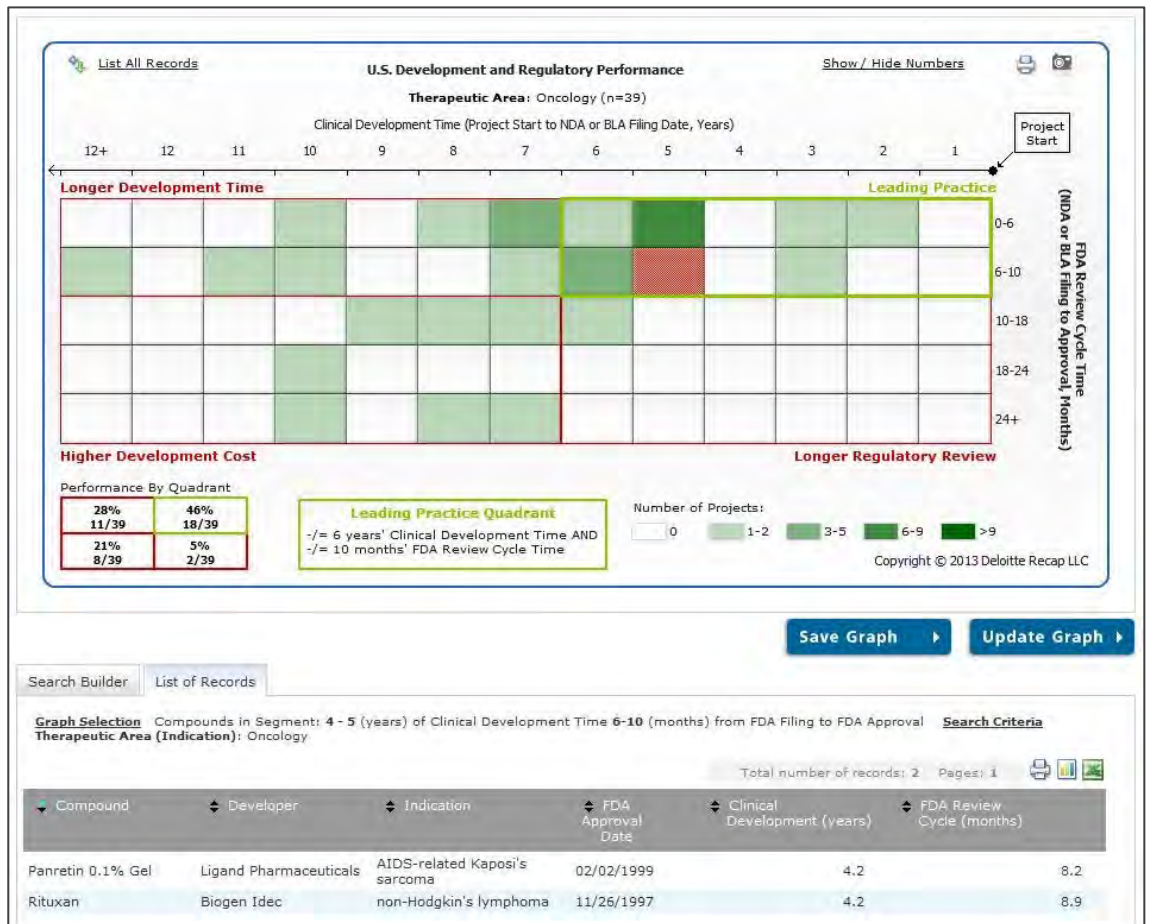 List All Records
U.S. Development and Regulatory Performance
Show / Hide Numbers
Therapeutic Area: Oncology (n=39)
Clinical Development Time (Project Start to NDA or BLA Filing Date, Years)
Project
Start
12+ 12 11 10 9 8 7 6 5 4 3 2 1
Longer Development Time
Leading Practice
0-6
6-10
10-18
18-24
24+
FDA Review Cycle Time
(NDA or BLA Filing to Approval, Months)
Higher Development Cost
Longer Regulatory Review
Performance By Quadrant
28% 46%
11/39 18/39
21% 5%
8/39 2/39
Leading Practice Quadrant
-/= 6 years' Clinical Development Time AND
-/= 10 months' FDA Review Cycle Time
Number of Projects:
0 1-2 3-5 6-9 >9
Copyright © 2013 Deloitte Recap LLC
Save Graph
Update Graph
Search Builder
List of Records
Graph Selection Compounds in Segment: 4 - 5 (years) of Clinical Development Time 6-10 (months) from FDA Filing to FDA Approval Search Criteria
Therapeutic Area (Indication): Oncology
Total number of records: 2 Pages: 1
Compound Developer Indication FDA Approval Date Clinical Development (years) FDA Review Cycle (months)
Panretin 0.1% Gel Ligand Pharmaceuticals AIDS-related Kaposi's sarcoma 02/02/1999 4.2 8.2
Rituxan Biogen Idec non-Hodgkin's lymphoma 11/26/1997 4.2 8.9